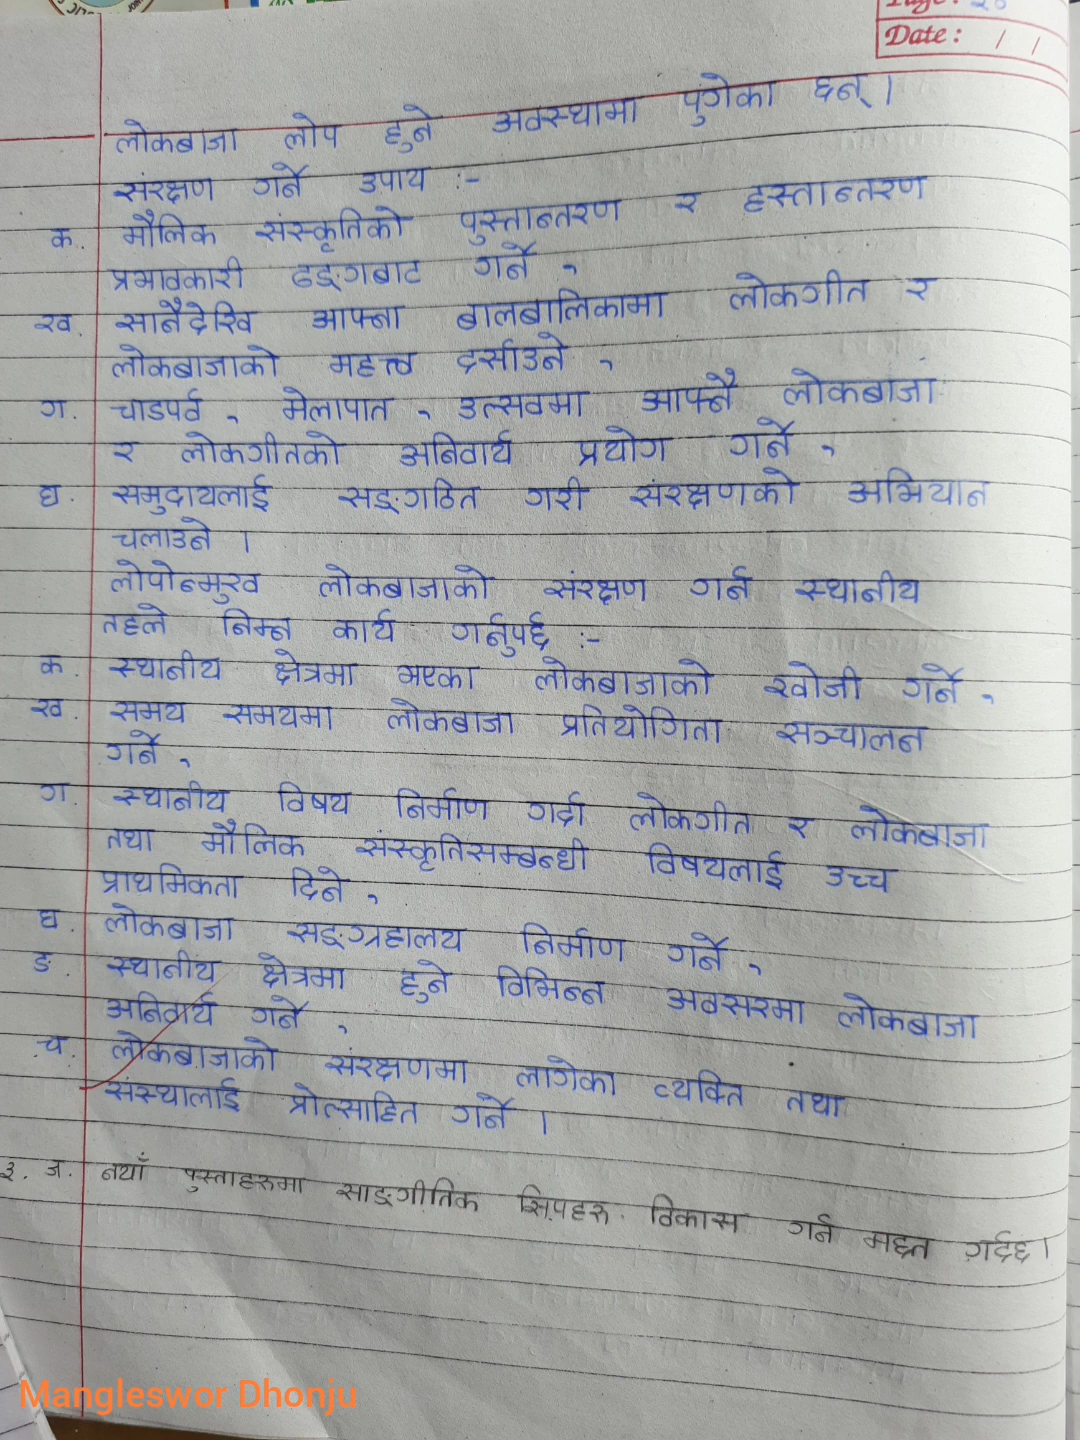 Page: 20
Date: / /
लोकबाजा लोप हुने अवस्थामा पुगेका छन् ।
संरक्षण गर्ने उपाय :-
क. मौलिक संस्कृतिको पुस्तान्तरण र हस्तान्तरण
प्रभावकारी ढङ्गबाट गर्ने ,
ख. सानैदेखि आफ्ना बालबालिकामा लोकगीत र
लोकबाजाको महत्त्व दर्साउने ,
ग. चाडपर्व , मेलापात , उत्सवमा आफ्नै लोकबाजा
र लोकगीतको अनिवार्य प्रयोग गर्ने ,
घ. समुदायलाई सङ्गठित गरी संरक्षणको अभियान
चलाउने ।
लोपोन्मुख लोकबाजाको संरक्षण गर्न स्थानीय
तहले निम्न कार्य गर्नुपर्छ :-
क. स्थानीय क्षेत्रमा भएका लोकबाजाको खोजी गर्ने ,
ख. समय समयमा लोकबाजा प्रतियोगिता सञ्चालन
गर्ने ,
ग. स्थानीय विषय निर्माण गर्दा लोकगीत र लोकबाजा
तथा मौलिक संस्कृतिसम्बन्धी विषयलाई उच्च
प्राथमिकता दिने ,
घ. लोकबाजा सङ्ग्रहालय निर्माण गर्ने ,
ङ. स्थानीय क्षेत्रमा हुने विभिन्न अवसरमा लोकबाजा
अनिवार्य गर्ने ,
च. लोकबाजाको संरक्षणमा लागेका व्यक्ति तथा
संस्थालाई प्रोत्साहित गर्ने ।
३. ज. नयाँ पुस्ताहरुमा साङ्गीतिक सिपहरु विकास गर्न मद्दत गर्दछ ।
Mangleswor Dhonju